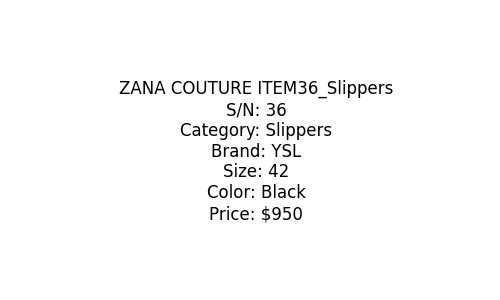 ZANA COUTURE ITEM36_Slippers
S/N: 36
Category: Slippers
Brand: YSL
Size: 42
Color: Black
Price: $950